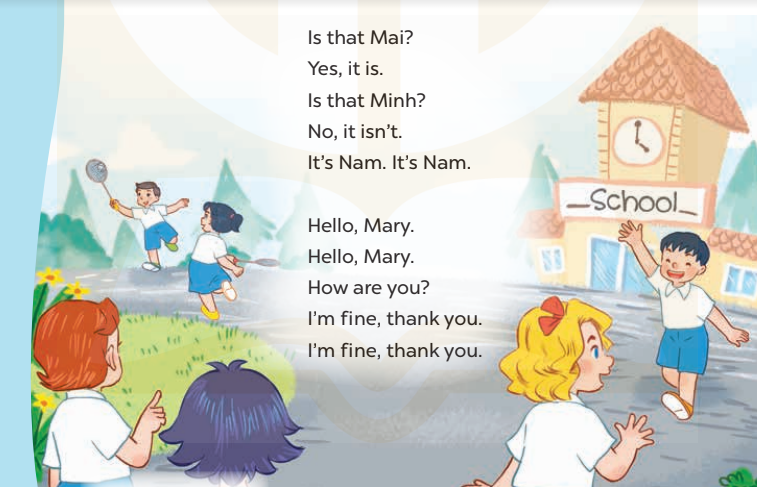 Is that Mai?
Yes, it is.
Is that Minh?
No, it isn't.
It's Nam. It's Nam.
Hello, Mary.
Hello, Mary.
How are you?
I'm fine, thank you.
I'm fine, thank you.
School